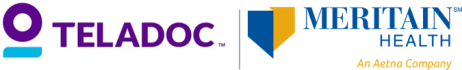 TELADOC™
MERITAIN℠
HEALTH
An Aetna Company